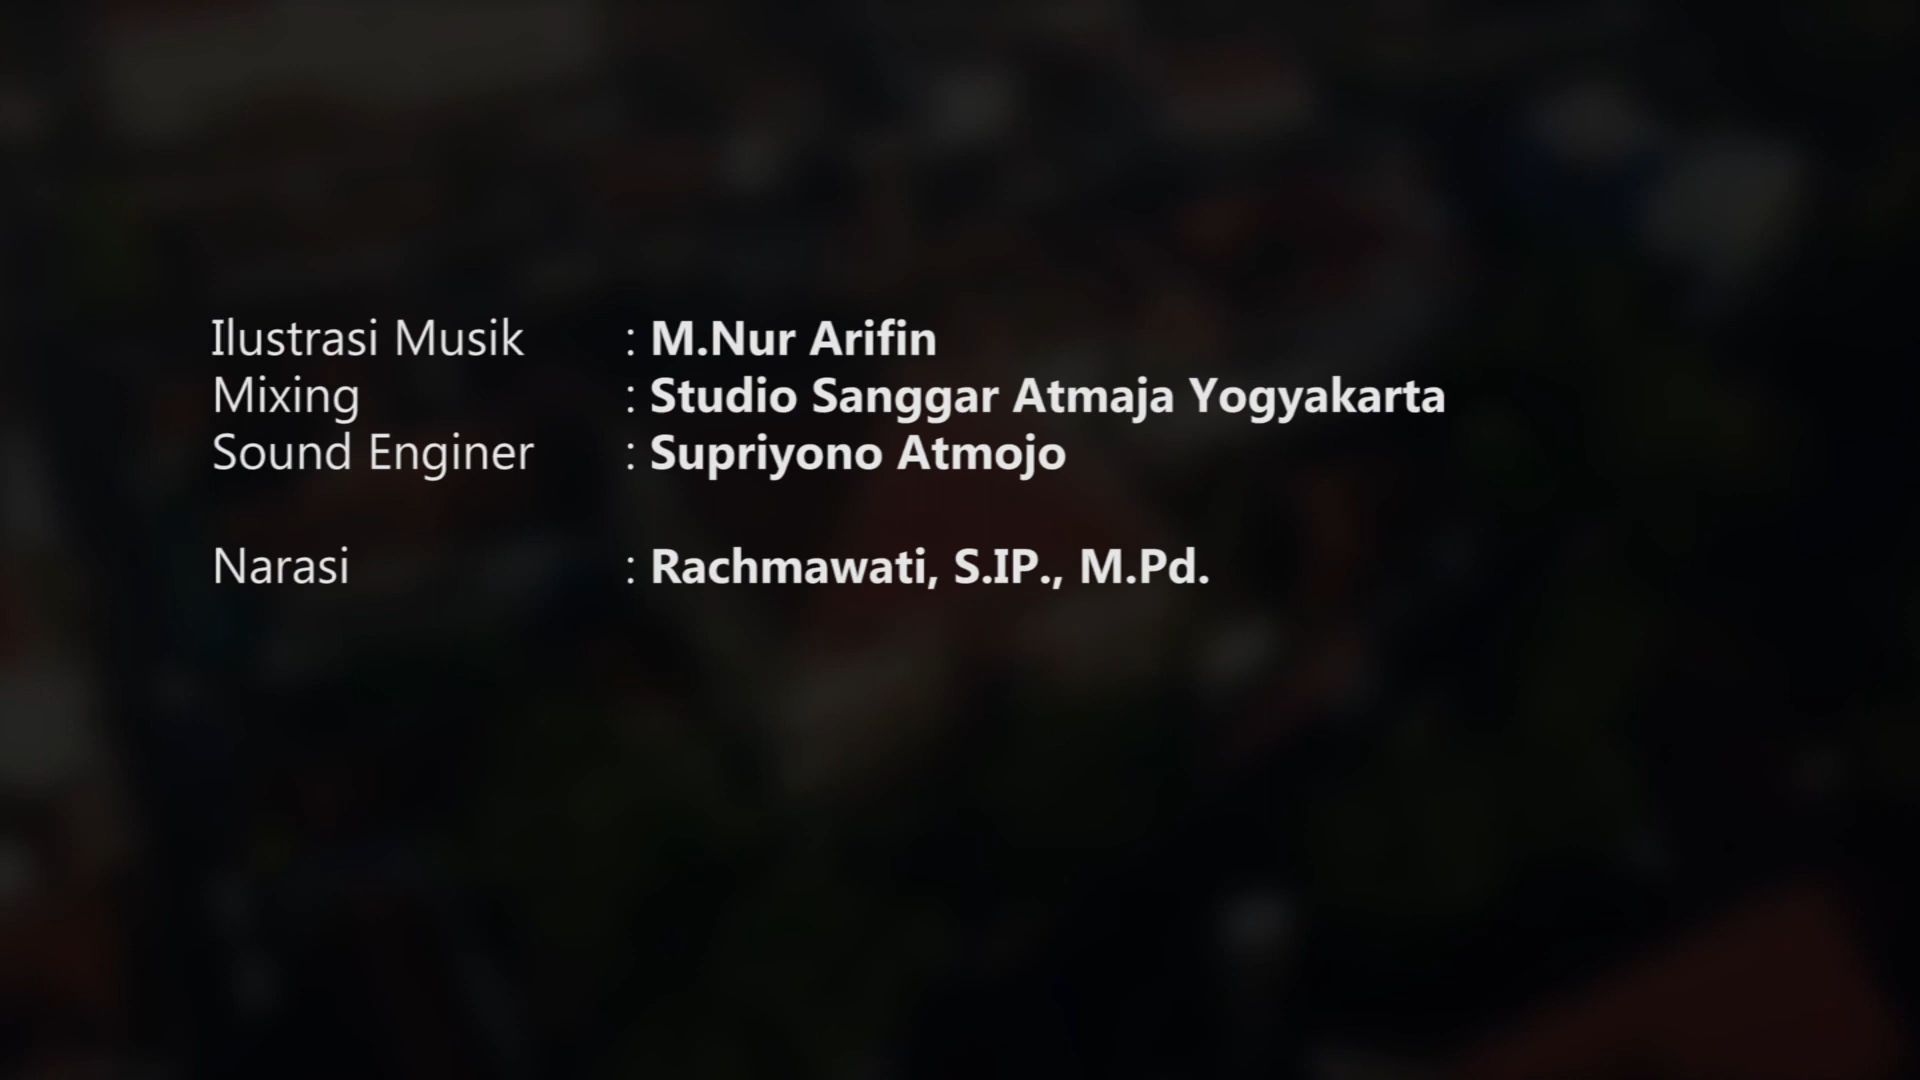 Ilustrasi Musik : M.Nur Arifin
Mixing : Studio Sanggar Atmaja Yogyakarta
Sound Enginer : Supriyono Atmojo
Narasi : Rachmawati, S.IP., M.Pd.